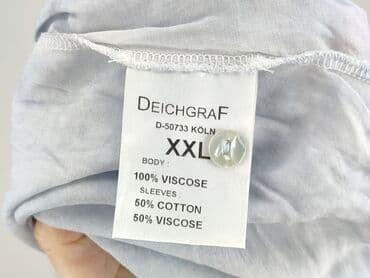 DEICHGRAF
D-50733 KÖLN
XXL
BODY :
100% VISCOSE
SLEEVES :
50% COTTON
50% VISCOSE